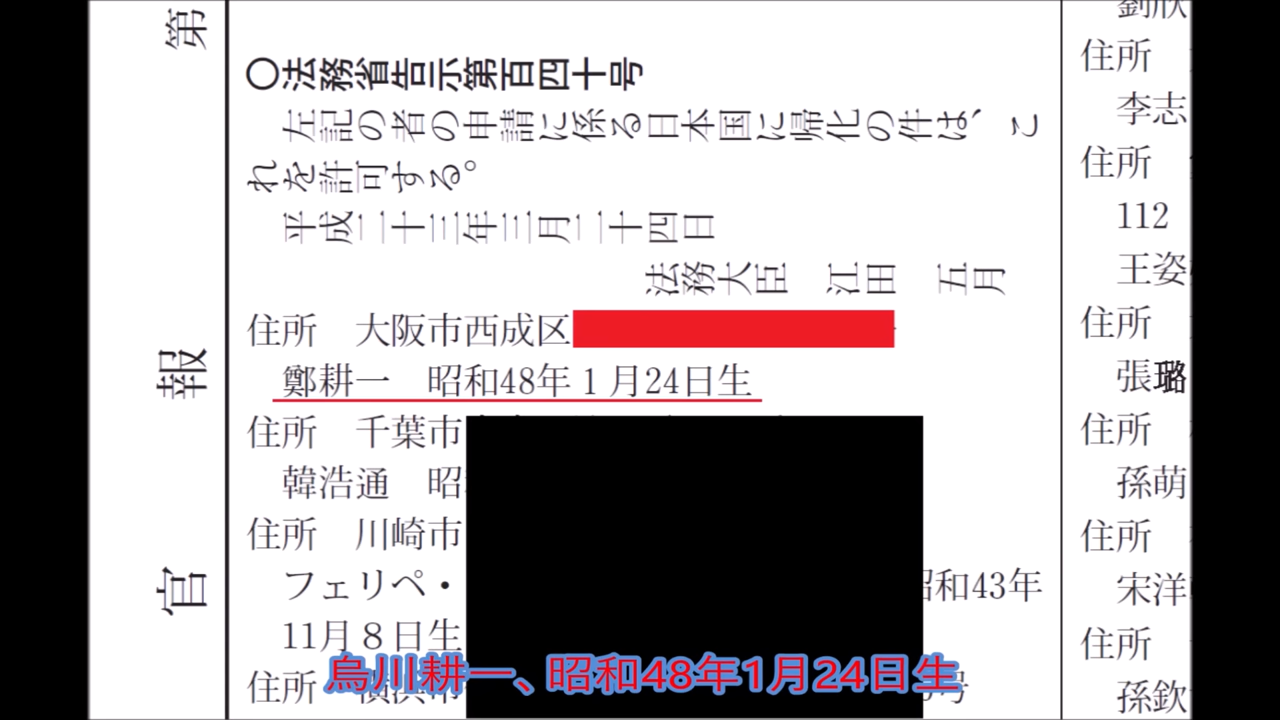 第
報
官
〇法務省告示第百四十号
左記の者の申請に係る日本国に帰化の件は、こ
れを許可する。
平成二十三年三月二十四日
法務大臣　江田　五月
住所　大阪市西成区
鄭耕一　昭和48年１月24日生
住所　千葉市
韓浩通　昭
住所　川崎市
フェリペ・ 昭和43年
11月８日生
住所　横浜市 号
劉欣
住所
李志
住所
112
王姿
住所
張璐
住所
孫萌
住所
宋洋
住所
孫欽
烏川耕一、昭和48年1月24日生